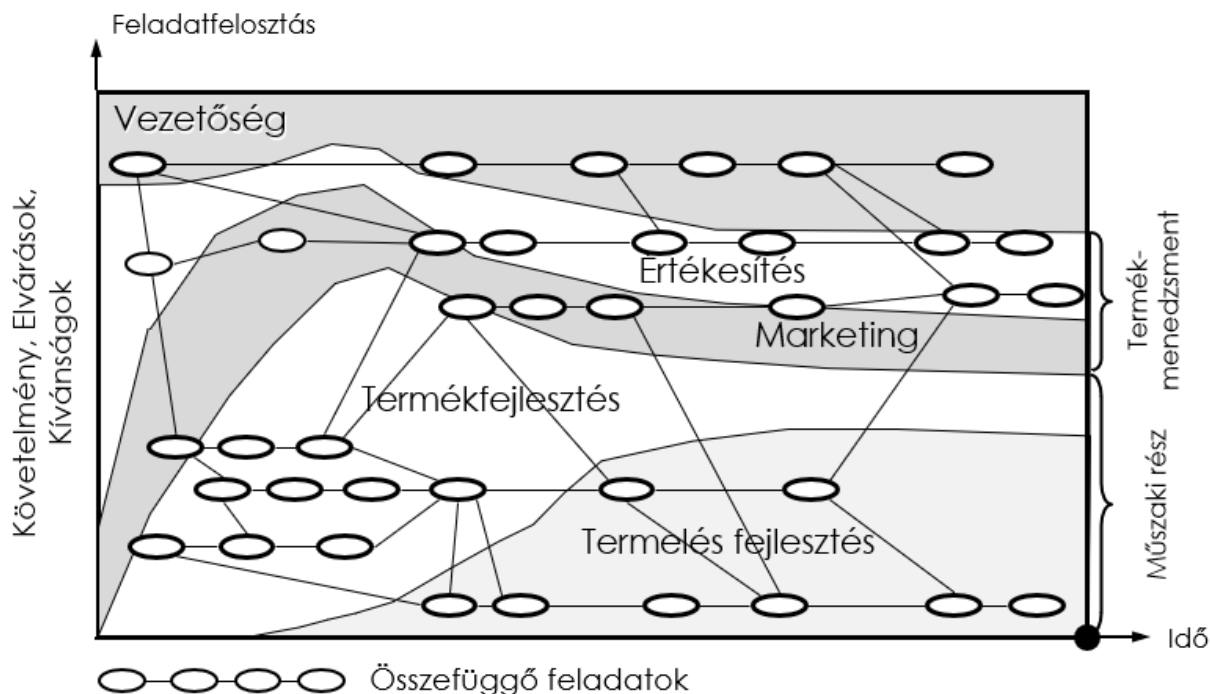 Feladatfelosztás
Vezetőség
Követelmény, Elvárások,
Kívánságok
Értékesítés
Marketing
Termékfejlesztés
Termelés fejlesztés
Termék-
menedzsment
Műszaki rész
Idő
Összefüggő feladatok